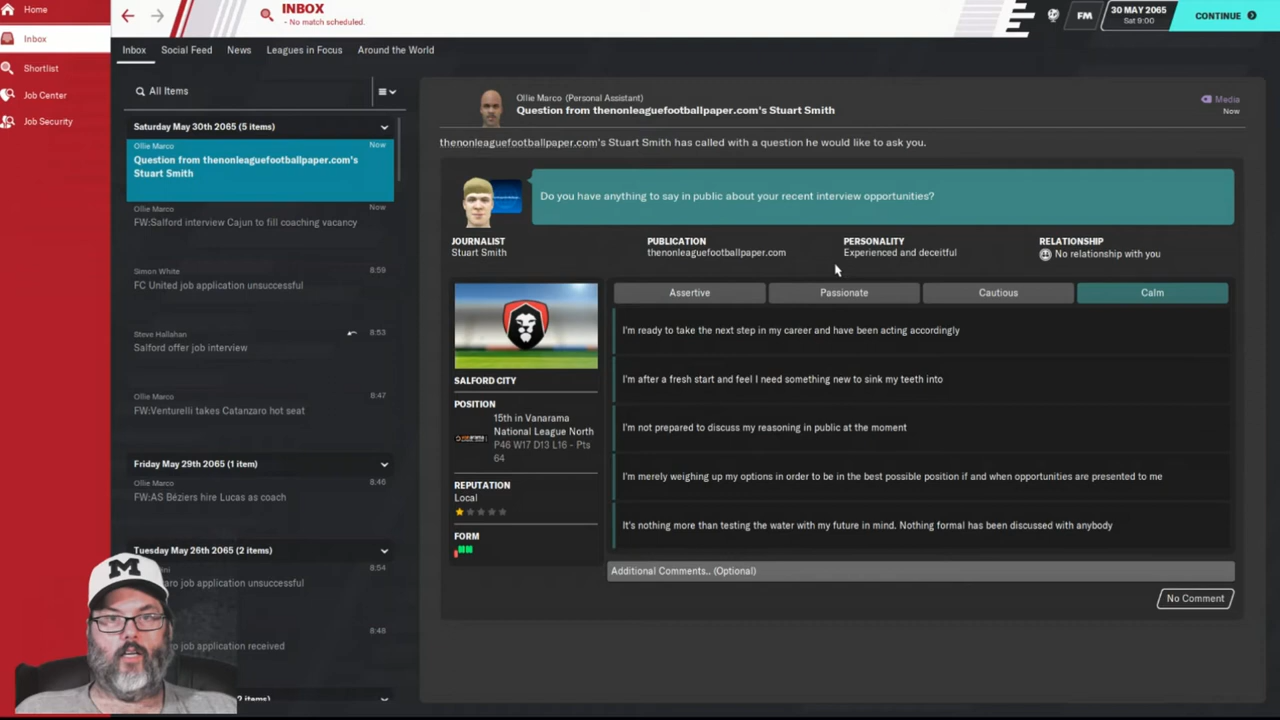 Home
Inbox
Shortlist
Job Center
Job Security
INBOX
- No match scheduled.
FM
30 MAY 2065
Sat 9:00
CONTINUE
Inbox
Social Feed
News
Leagues in Focus
Around the World
All Items
Saturday May 30th 2065 (5 items)
Ollie Marco
Now
Question from thenonleaguefootballpaper.com's
Stuart Smith
Ollie Marco
Now
FW:Salford interview Cajun to fill coaching vacancy
Simon White
8:59
FC United job application unsuccessful
Steve Hallahan
8:53
Salford offer job interview
Ollie Marco
8:47
FW:Venturelli takes Catanzaro hot seat
Friday May 29th 2065 (1 item)
Ollie Marco
8:46
FW:AS Béziers hire Lucas as coach
Tuesday May 26th 2065 (2 items)
8:54
job application unsuccessful
8:48
job application received
items)
Ollie Marco (Personal Assistant)
Question from thenonleaguefootballpaper.com's Stuart Smith
Media
Now
thenonleaguefootballpaper.com's Stuart Smith has called with a question he would like to ask you.
Do you have anything to say in public about your recent interview opportunities?
JOURNALIST
Stuart Smith
PUBLICATION
thenonleaguefootballpaper.com
PERSONALITY
Experienced and deceitful
RELATIONSHIP
No relationship with you
SALFORD CITY
POSITION
15th in Vanarama
National League North
P46 W17 D13 L16 - Pts
64
REPUTATION
Local
FORM
Assertive
Passionate
Cautious
Calm
I'm ready to take the next step in my career and have been acting accordingly
I'm after a fresh start and feel I need something new to sink my teeth into
I'm not prepared to discuss my reasoning in public at the moment
I'm merely weighing up my options in order to be in the best possible position if and when opportunities are presented to me
It's nothing more than testing the water with my future in mind. Nothing formal has been discussed with anybody
Additional Comments.. (Optional)
No Comment
M